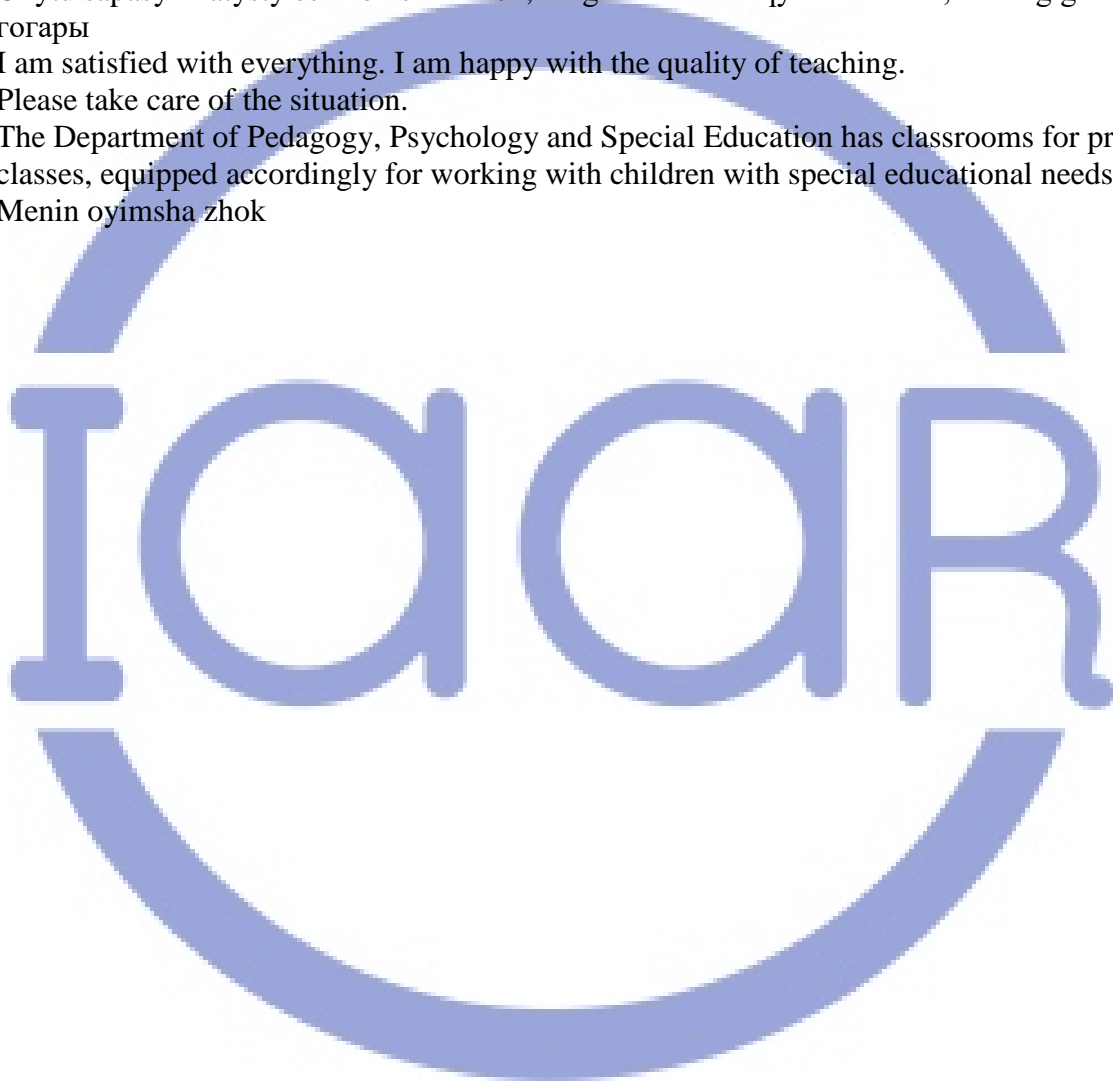 гогары
I am satisfied with everything. I am happy with the quality of teaching.
Please take care of the situation.
The Department of Pedagogy, Psychology and Special Education has classrooms for
classes, equipped accordingly for working with children with special educational needs
Menin oyimsha zhok
IaaR